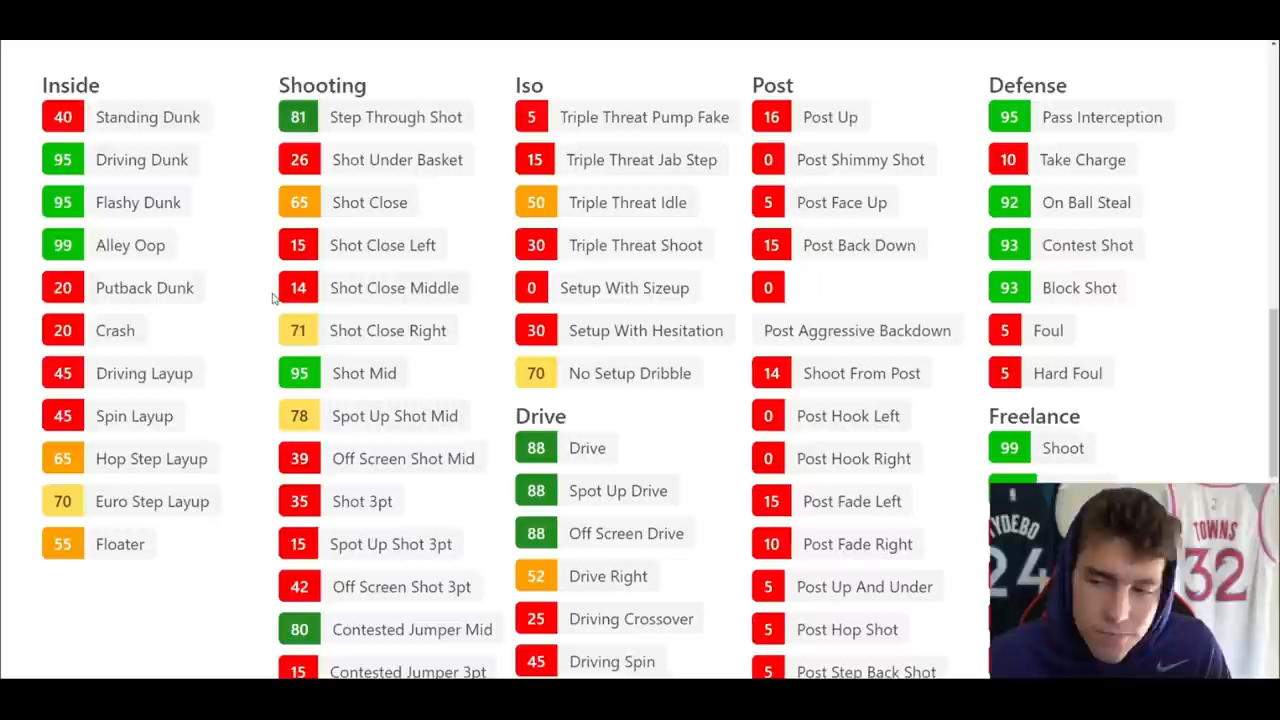 Inside
40 Standing Dunk
95 Driving Dunk
95 Flashy Dunk
99 Alley Oop
20 Putback Dunk
20 Crash
45 Driving Layup
45 Spin Layup
65 Hop Step Layup
70 Euro Step Layup
55 Floater
Shooting
81 Step Through Shot
26 Shot Under Basket
65 Shot Close
15 Shot Close Left
14 Shot Close Middle
71 Shot Close Right
95 Shot Mid
78 Spot Up Shot Mid
39 Off Screen Shot Mid
35 Shot 3pt
15 Spot Up Shot 3pt
42 Off Screen Shot 3pt
80 Contested Jumper Mid
15 Contested Jumper 3pt
Iso
5 Triple Threat Pump Fake
15 Triple Threat Jab Step
50 Triple Threat Idle
30 Triple Threat Shoot
0 Setup With Sizeup
30 Setup With Hesitation
70 No Setup Dribble
Drive
88 Drive
88 Spot Up Drive
88 Off Screen Drive
52 Drive Right
25 Driving Crossover
45 Driving Spin
Post
16 Post Up
0 Post Shimmy Shot
5 Post Face Up
15 Post Back Down
0
Post Aggressive Backdown
14 Shoot From Post
0 Post Hook Left
0 Post Hook Right
15 Post Fade Left
10 Post Fade Right
5 Post Up And Under
5 Post Hop Shot
5 Post Step Back Shot
Defense
95 Pass Interception
10 Take Charge
92 On Ball Steal
93 Contest Shot
93 Block Shot
5 Foul
5 Hard Foul
Freelance
99 Shoot
24
TOWNS
32